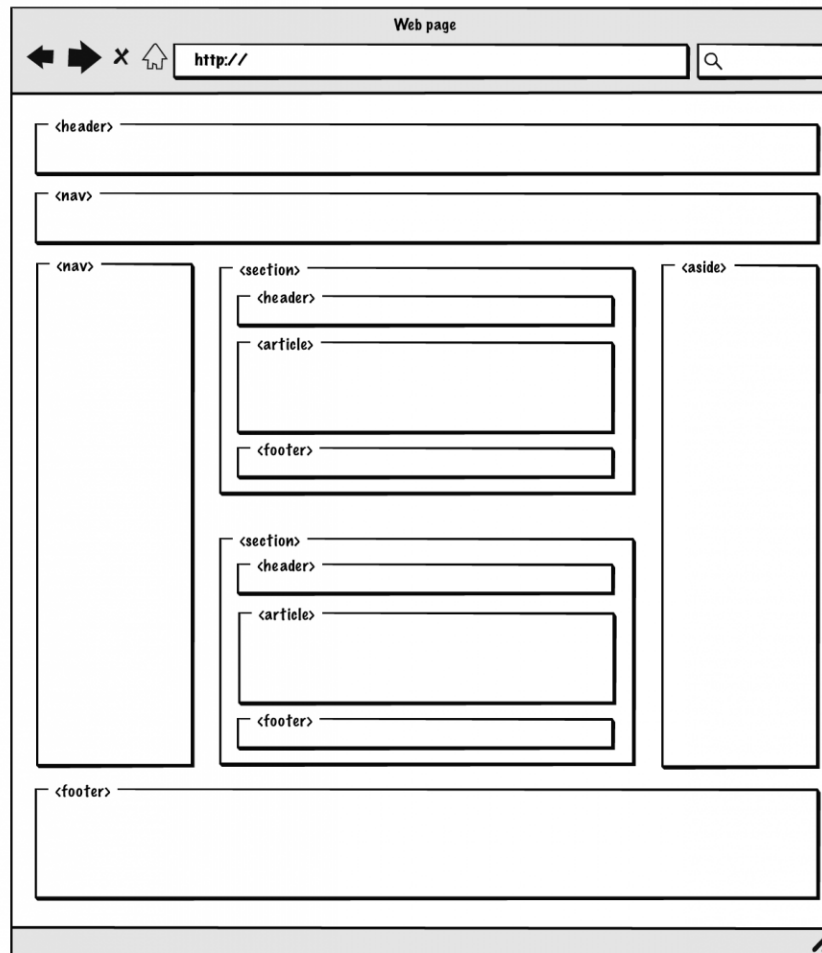 Web page
http://
<header>
<nav>
<nav>
<section>
<header>
<article>
<footer>
<section>
<header>
<article>
<footer>
<aside>
<footer>